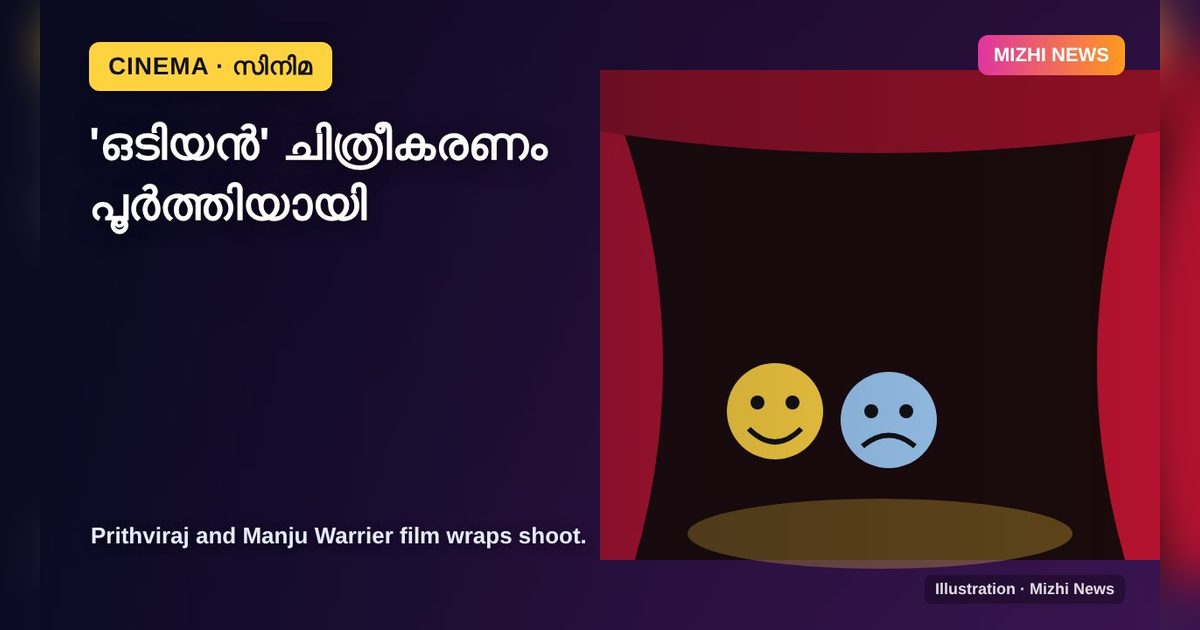 CINEMA · സിനിമ
MIZHI NEWS
'ഒടിയൻ' ചിത്രീകരണം
പൂർത്തിയായി
Prithviraj and Manju Warrier film wraps shoot.
Illustration · Mizhi News